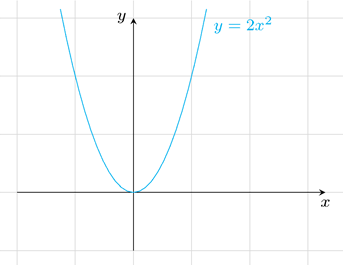 y
y = 2x²
x